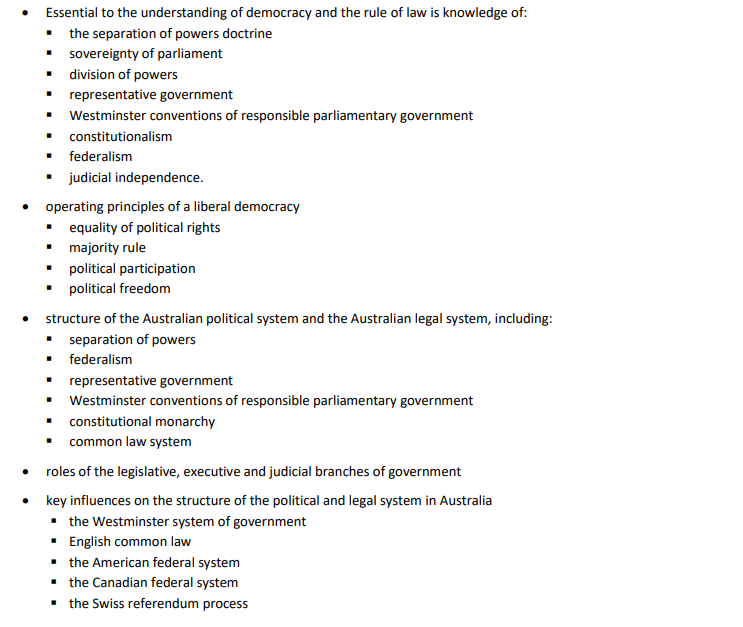 • Essential to the understanding of democracy and the rule of law is knowledge of:
▪ the separation of powers doctrine
▪ sovereignty of parliament
▪ division of powers
▪ representative government
▪ Westminster conventions of responsible parliamentary government
▪ constitutionalism
▪ federalism
▪ judicial independence.
• operating principles of a liberal democracy
▪ equality of political rights
▪ majority rule
▪ political participation
▪ political freedom
• structure of the Australian political system and the Australian legal system, including:
▪ separation of powers
▪ federalism
▪ representative government
▪ Westminster conventions of responsible parliamentary government
▪ constitutional monarchy
▪ common law system
• roles of the legislative, executive and judicial branches of government
• key influences on the structure of the political and legal system in Australia
▪ the Westminster system of government
▪ English common law
▪ the American federal system
▪ the Canadian federal system
▪ the Swiss referendum process